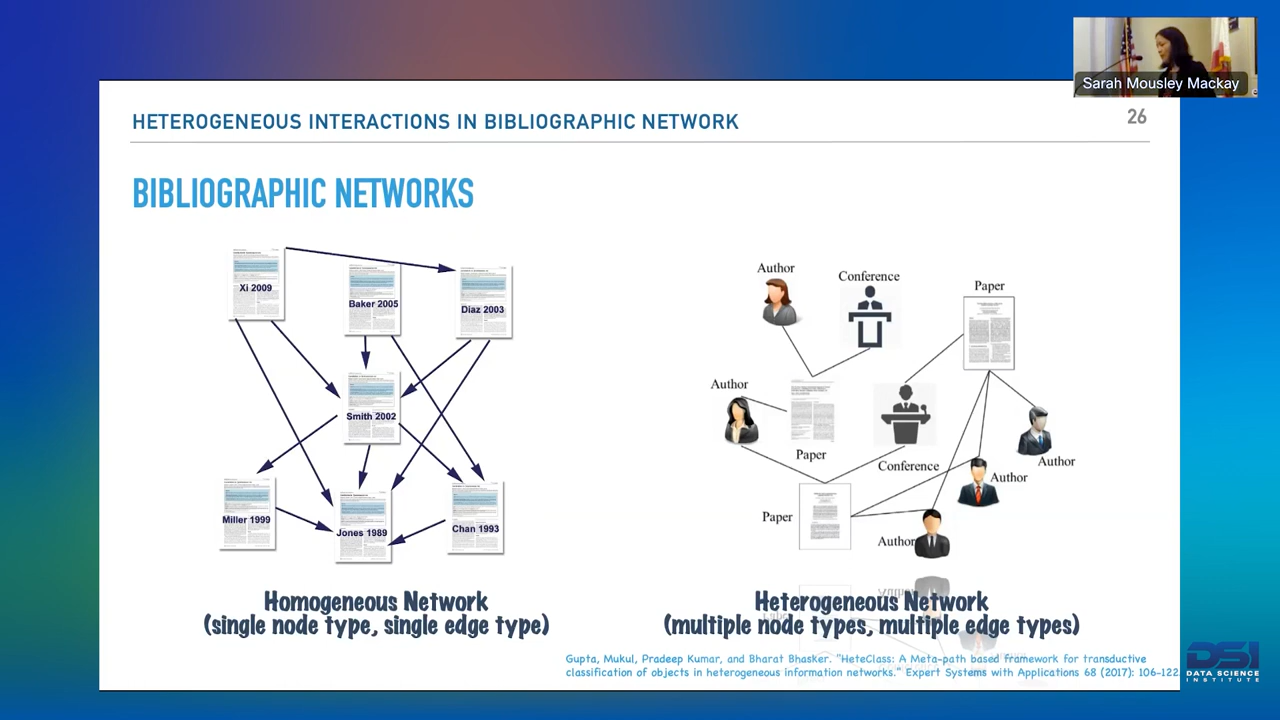 Sarah Mousley Mackay
HETEROGENEOUS INTERACTIONS IN BIBLIOGRAPHIC NETWORK
26
BIBLIOGRAPHIC NETWORKS
Xi 2009
Baker 2005
Diaz 2003
Smith 2002
Miller 1999
Jones 1989
Chan 1993
Homogeneous Network
(single node type, single edge type)
Author
Conference
Paper
Author
Paper
Conference
Author
Author
Paper
Author
Heterogeneous Network
(multiple node types, multiple edge types)
Gupta, Mukul, Pradeep Kumar, and Bharat Bhasker. "HeteClass: A Meta-path based framework for transductive
classification of objects in heterogeneous information networks." Expert Systems with Applications 68 (2017): 106-122.
DSI
DATA SCIENCE
INSTITUTE